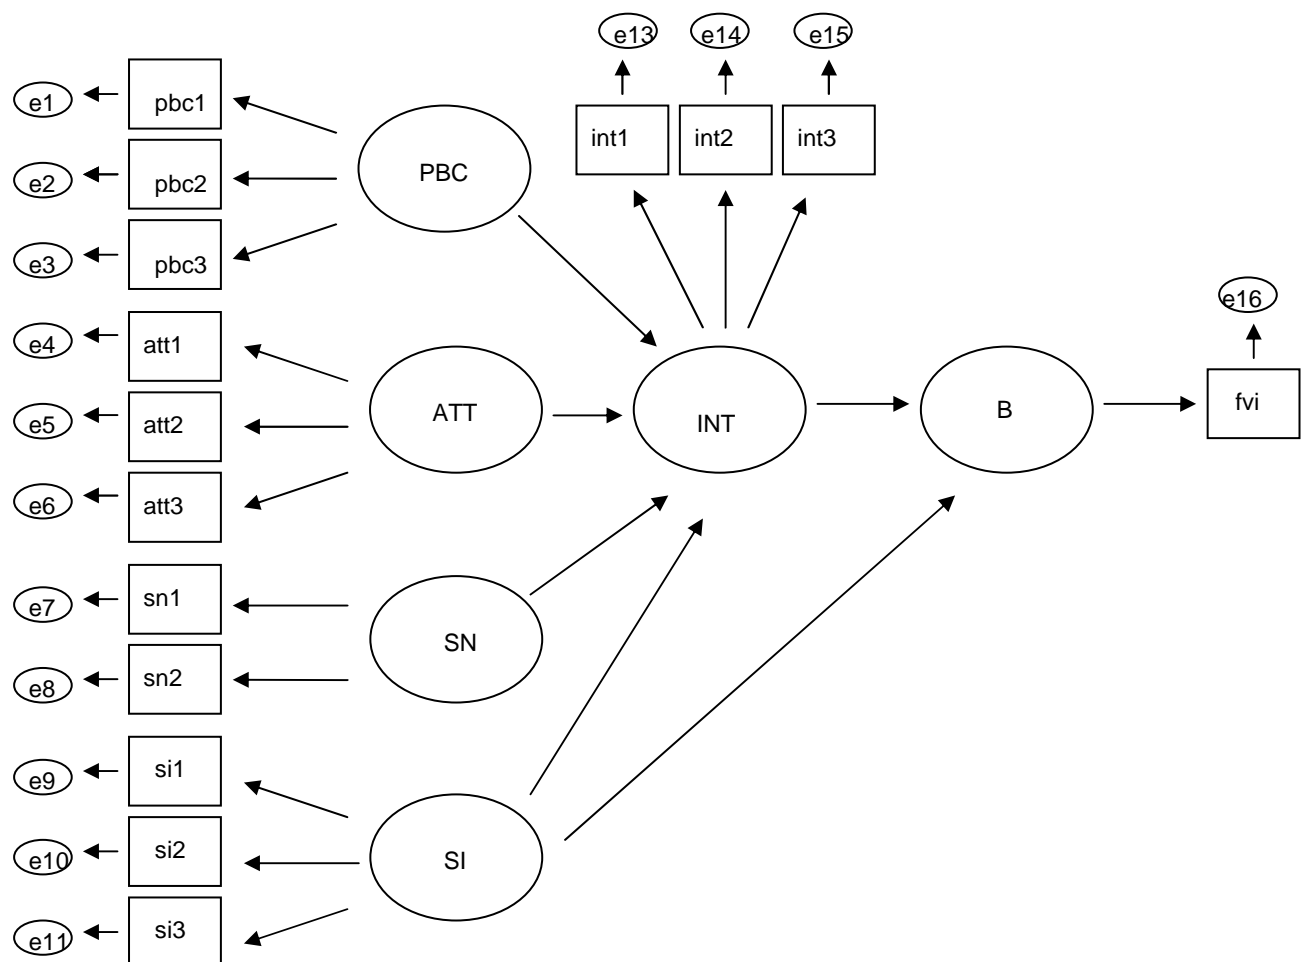 e13 e14 e15
e1 pbc1
int1 int2 int3
PBC
e2 pbc2
e3 pbc3
e16
e4 att1
fvi
ATT INT B
e5 att2
e6 att3
e7 sn1
SN
e8 sn2
e9 si1
e10 si2
SI
e11 si3